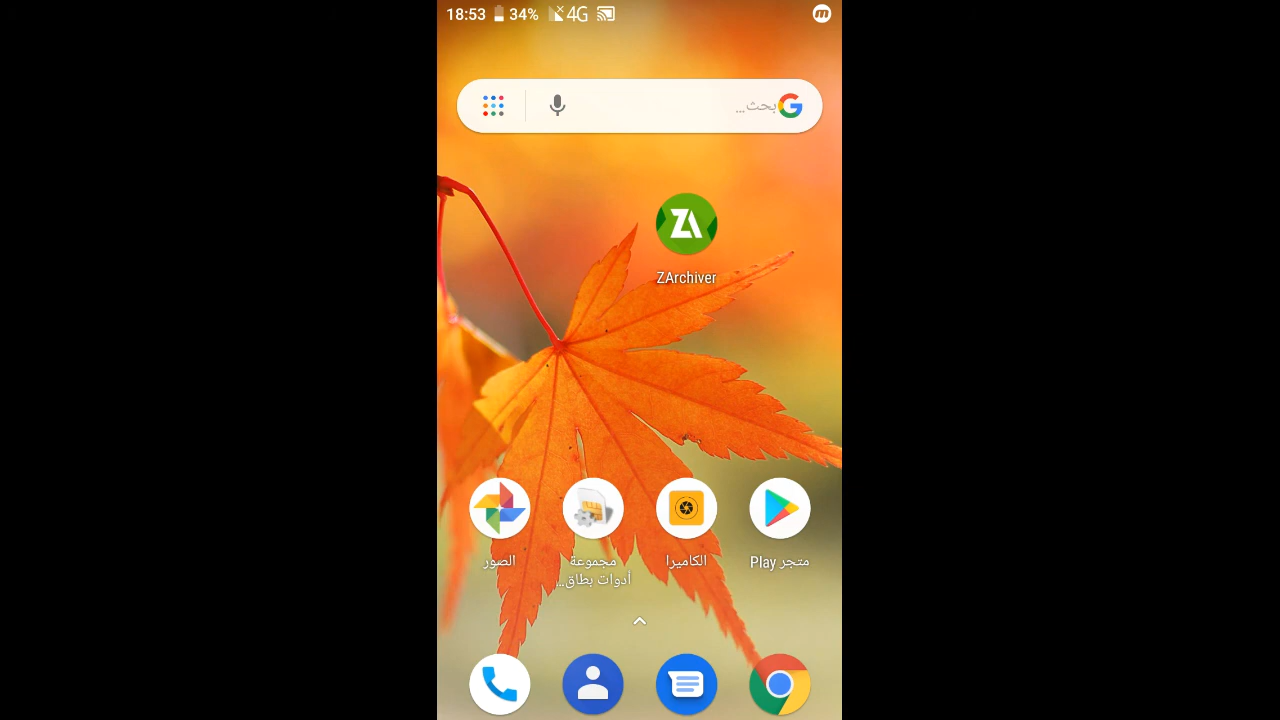 18:53 34% 4G
بحث...
ZArchiver
الصور
مجموعة
أدوات بطاق...
الكاميرا
متجر Play